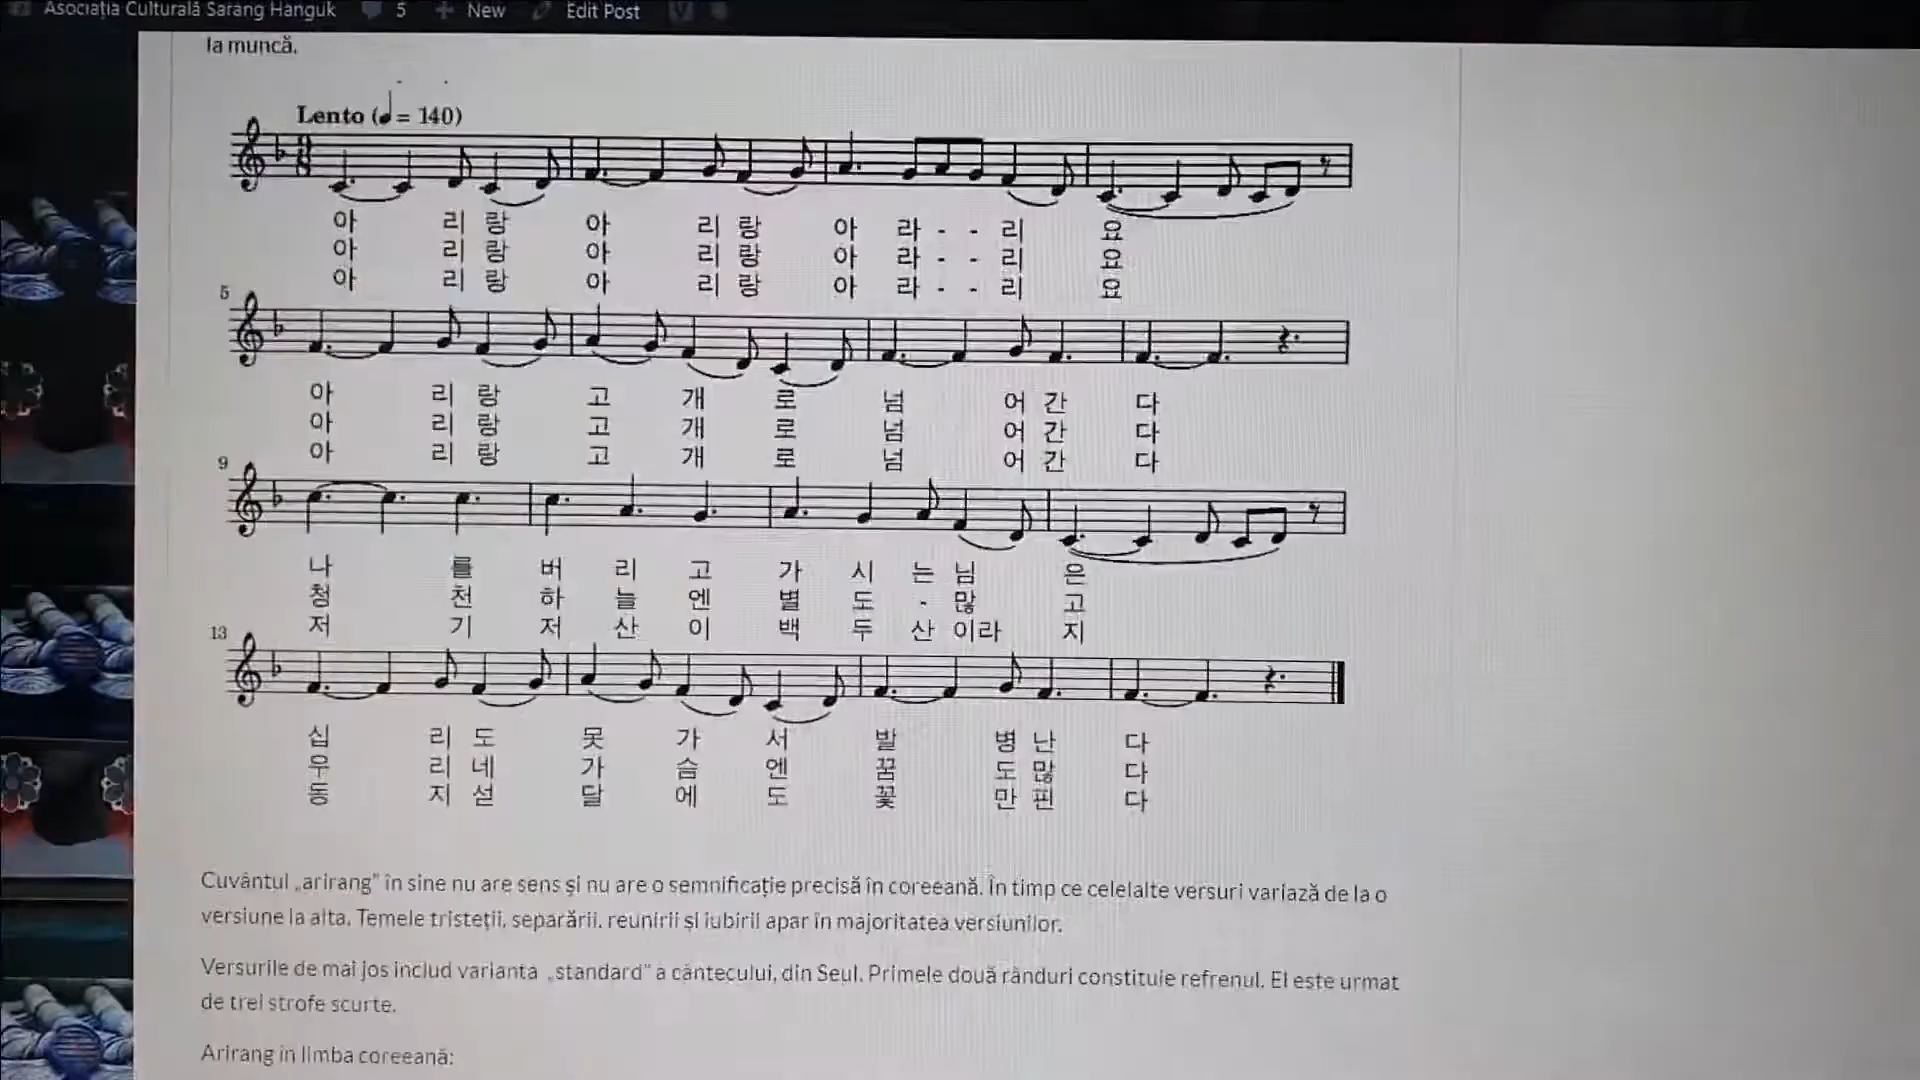 Asociația Culturală Sarang Hanguk 5 New Edit Post
la muncă.
Lento (♩= 140)
아 리 랑 아 리 랑 아 라 - - 리 요
아 리 랑 아 리 랑 아 라 - - 리 요
아 리 랑 아 리 랑 아 라 - - 리 요
5
아 리 랑 고 개 로 넘 어 간 다
아 리 랑 고 개 로 넘 어 간 다
아 리 랑 고 개 로 넘 어 간 다
9
나 를 버 리 고 가 시 는 님 은
청 천 하 늘 엔 별 도 - 많 고
저 기 저 산 이 백 두 산 이라 지
13
십 리 도 못 가 서 발 병 난 다
우 리 네 가 슴 엔 꿈 도 많 다
동 지 섣 달 에 도 꽃 만 핀 다
Cuvântul „arirang” în sine nu are sens și nu are o semnificație precisă în coreeană. În timp ce celelalte versuri variază de la o
versiune la alta. Temele tristeții, separării, reunirii și iubirii apar în majoritatea versiunilor.
Versurile de mai jos includ varianta „standard” a cântecului, din Seul. Primele două rânduri constituie refrenul. El este urmat
de trei strofe scurte.
Arirang în limba coreeană: